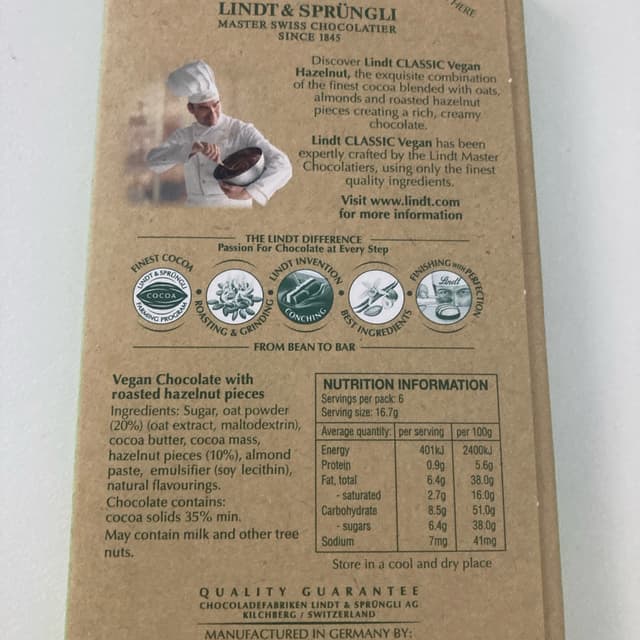 HERE
LINDT & SPRÜNGLI
MASTER SWISS CHOCOLATIER
SINCE 1845
Discover Lindt CLASSIC Vegan
Hazelnut, the exquisite combination
of the finest cocoa blended with oats,
almonds and roasted hazelnut
pieces creating a rich, creamy
chocolate.
Lindt CLASSIC Vegan has been
expertly crafted by the Lindt Master
Chocolatiers, using only the finest
quality ingredients.
Visit www.lindt.com
for more information
THE LINDT DIFFERENCE
Passion For Chocolate at Every Step
FINEST COCOA
LINDT & SPRÜNGLI
COCOA
FARMING PROGRAM
ROASTING & GRINDING
LINDT INVENTION
CONCHING
BEST INGREDIENTS
FINISHING WITH PERFECTION
Lindt
FROM BEAN TO BAR
Vegan Chocolate with
roasted hazelnut pieces
Ingredients: Sugar, oat powder
(20%) (oat extract, maltodextrin),
cocoa butter, cocoa mass,
hazelnut pieces (10%), almond
paste, emulsifier (soy lecithin),
natural flavourings.
Chocolate contains:
cocoa solids 35% min.
May contain milk and other tree
nuts.
NUTRITION INFORMATION
Servings per pack: 6
Serving size: 16.7g
Average quantity: per serving per 100g
Energy 401kJ 2400kJ
Protein 0.9g 5.6g
Fat, total 6.4g 38.0g
- saturated 2.7g 16.0g
Carbohydrate 8.5g 51.0g
- sugars 6.4g 38.0g
Sodium 7mg 41mg
Store in a cool and dry place
QUALITY GUARANTEE
CHOCOLADEFABRIKEN LINDT & SPRÜNGLI AG
KILCHBERG / SWITZERLAND
MANUFACTURED IN GERMANY BY: